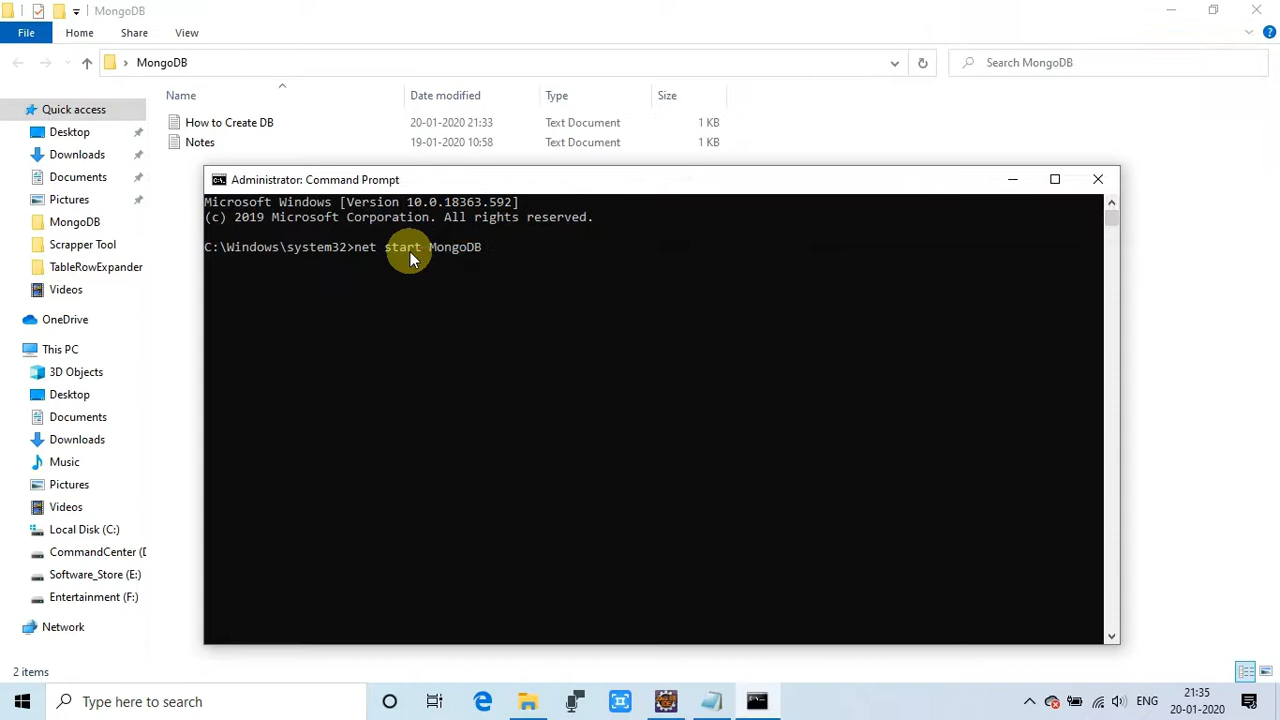 MongoDB
File Home Share View
MongoDB Search MongoDB
Name Date modified Type Size
Quick access
Desktop
Downloads
Documents
Pictures
MongoDB
Scrapper Tool
TableRowExpander
Videos
OneDrive
This PC
3D Objects
Desktop
Documents
Downloads
Music
Pictures
Videos
Local Disk (C:)
CommandCenter (D
Software_Store (E:)
Entertainment (F:)
Network
How to Create DB 20-01-2020 21:33 Text Document 1 KB
Notes 19-01-2020 10:58 Text Document 1 KB
Administrator: Command Prompt
Microsoft Windows [Version 10.0.18363.592]
(c) 2019 Microsoft Corporation. All rights reserved.
C:\Windows\system32>net start MongoDB
2 items
Type here to search
ENG
21:35
20-01-2020